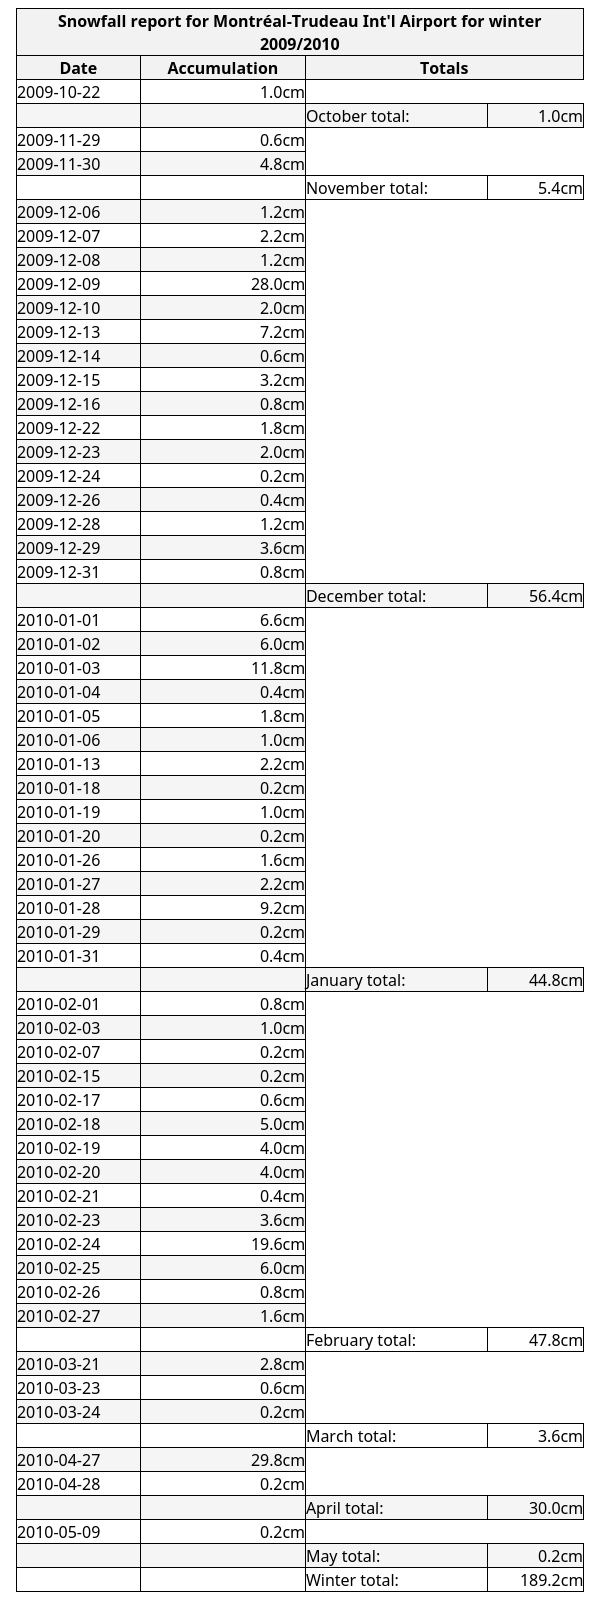 Snowfall report for Montréal-Trudeau Int'l Airport for winter
2009/2010
Date Accumulation Totals
2009-10-22 1.0cm
October total: 1.0cm
2009-11-29 0.6cm
2009-11-30 4.8cm
November total: 5.4cm
2009-12-06 1.2cm
2009-12-07 2.2cm
2009-12-08 1.2cm
2009-12-09 28.0cm
2009-12-10 2.0cm
2009-12-13 7.2cm
2009-12-14 0.6cm
2009-12-15 3.2cm
2009-12-16 0.8cm
2009-12-22 1.8cm
2009-12-23 2.0cm
2009-12-24 0.2cm
2009-12-26 0.4cm
2009-12-28 1.2cm
2009-12-29 3.6cm
2009-12-31 0.8cm
December total: 56.4cm
2010-01-01 6.6cm
2010-01-02 6.0cm
2010-01-03 11.8cm
2010-01-04 0.4cm
2010-01-05 1.8cm
2010-01-06 1.0cm
2010-01-13 2.2cm
2010-01-18 0.2cm
2010-01-19 1.0cm
2010-01-20 0.2cm
2010-01-26 1.6cm
2010-01-27 2.2cm
2010-01-28 9.2cm
2010-01-29 0.2cm
2010-01-31 0.4cm
January total: 44.8cm
2010-02-01 0.8cm
2010-02-03 1.0cm
2010-02-07 0.2cm
2010-02-15 0.2cm
2010-02-17 0.6cm
2010-02-18 5.0cm
2010-02-19 4.0cm
2010-02-20 4.0cm
2010-02-21 0.4cm
2010-02-23 3.6cm
2010-02-24 19.6cm
2010-02-25 6.0cm
2010-02-26 0.8cm
2010-02-27 1.6cm
February total: 47.8cm
2010-03-21 2.8cm
2010-03-23 0.6cm
2010-03-24 0.2cm
March total: 3.6cm
2010-04-27 29.8cm
2010-04-28 0.2cm
April total: 30.0cm
2010-05-09 0.2cm
May total: 0.2cm
Winter total: 189.2cm